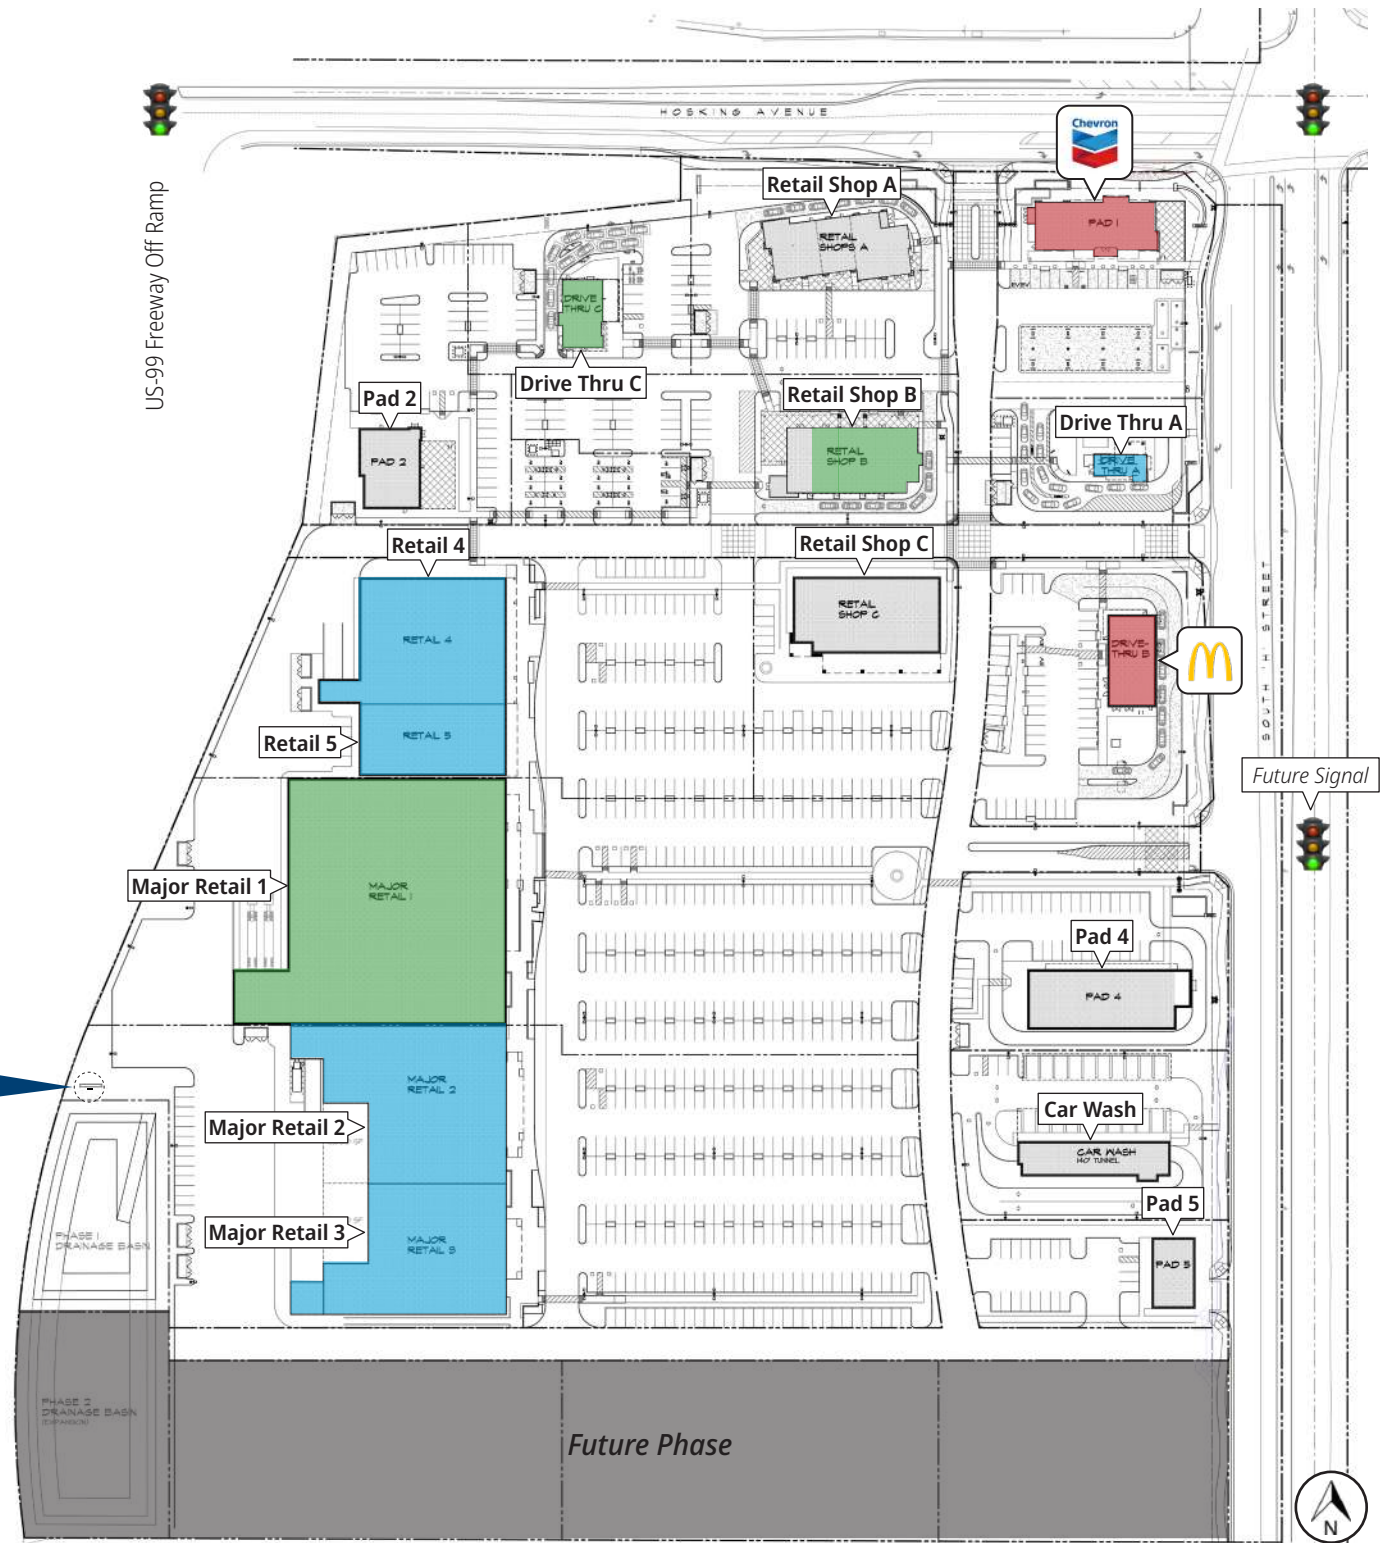 HOSKING AVENUE
Chevron
US-99 Freeway Off Ramp
Retail Shop A
RETAIL
SHOPS A
PAD 1
DRIVE-
THRU C
Drive Thru C
Pad 2
PAD 2
Retail Shop B
RETAIL
SHOP B
Drive Thru A
DRIVE
THRU A
Retail 4
RETAIL 4
Retail Shop C
RETAIL
SHOP C
DRIVE-
THRU B
SOUTH 'H' STREET
Retail 5
RETAIL 5
Future Signal
Major Retail 1
MAJOR
RETAIL 1
Pad 4
PAD 4
MAJOR
RETAIL 2
Major Retail 2
Car Wash
CAR WASH
140' TUNNEL
Pad 5
PAD 5
Major Retail 3
MAJOR
RETAIL 3
PHASE 1
DRAINAGE BASIN
PHASE 2
DRAINAGE BASIN
(EXPANSION)
Future Phase
N